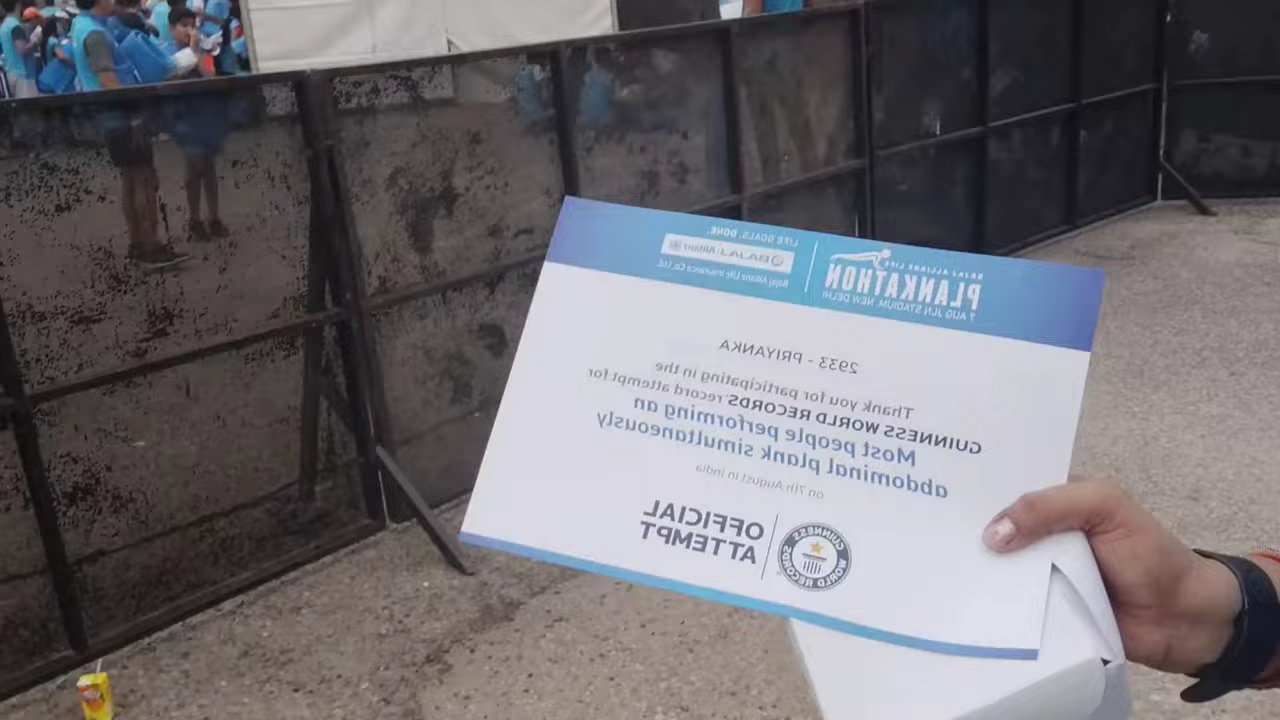 BAJAJ ALLIANZ LIFE
PLANKATHON
7 AUG JLN STADIUM, NEW DELHI
LIFE GOALS. DONE.
BAJAJ Allianz
Bajaj Allianz Life Insurance Co. Ltd.
2933 - PRIYANKA
Thank you for participating in the
GUINNESS WORLD RECORDS' record attempt for
Most people performing an
abdominal plank simultaneously
on 7th August in India
GUINNESS WORLD RECORDS
OFFICIAL
ATTEMPT